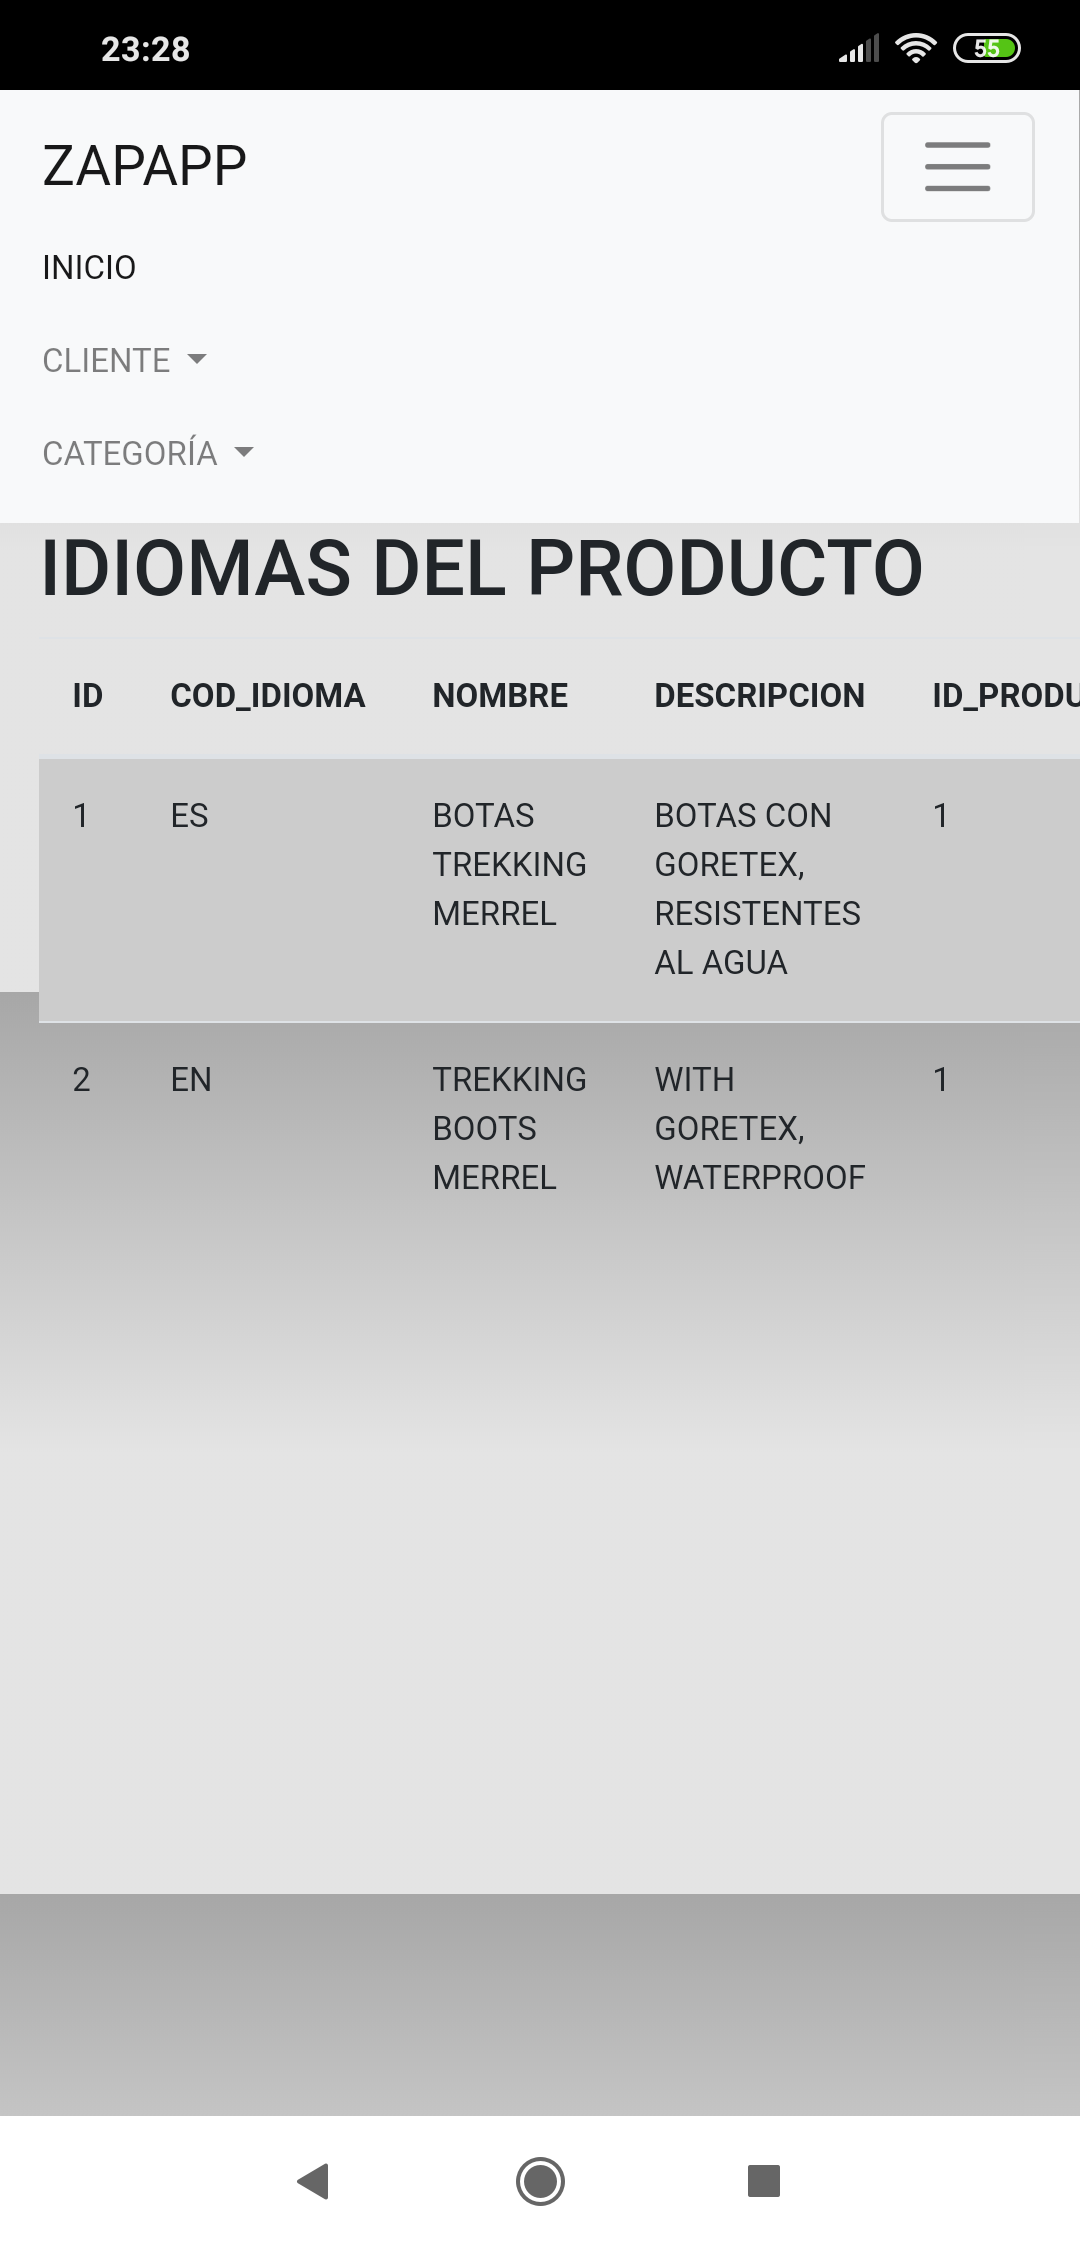 23:28
55
ZAPAPP
INICIO
CLIENTE
CATEGORÍA
IDIOMAS DEL PRODUCTO
ID COD_IDIOMA NOMBRE DESCRIPCION ID_PRODU
1 ES BOTAS BOTAS CON 1
TREKKING GORETEX,
MERREL RESISTENTES
AL AGUA
2 EN TREKKING WITH 1
BOOTS GORETEX,
MERREL WATERPROOF